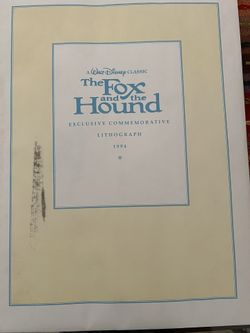 A Walt Disney CLASSIC
The Fox
and the
Hound
EXCLUSIVE COMMEMORATIVE
LITHOGRAPH
1994